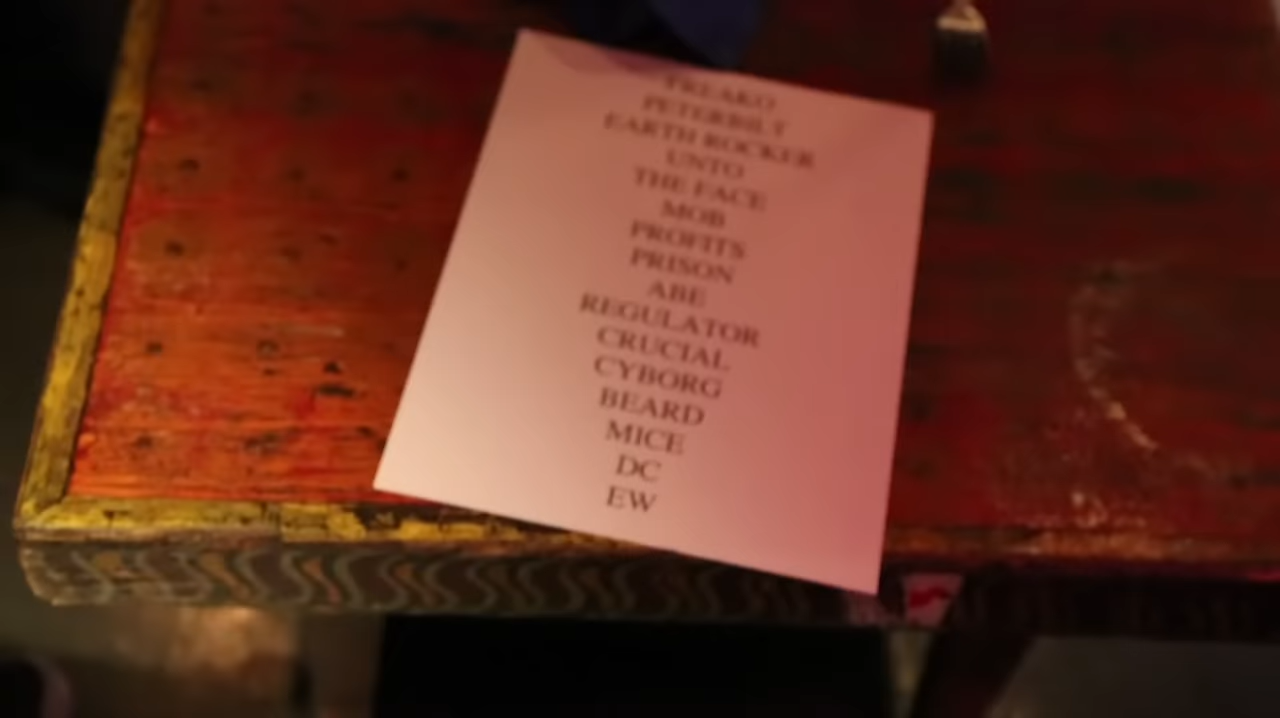 FREAKO
PETERBILT
EARTH ROCKER
UNTO
THE FACE
MOB
PROFITS
PRISON
ABE
REGULATOR
CRUCIAL
CYBORG
BEARD
MICE
DC
EW